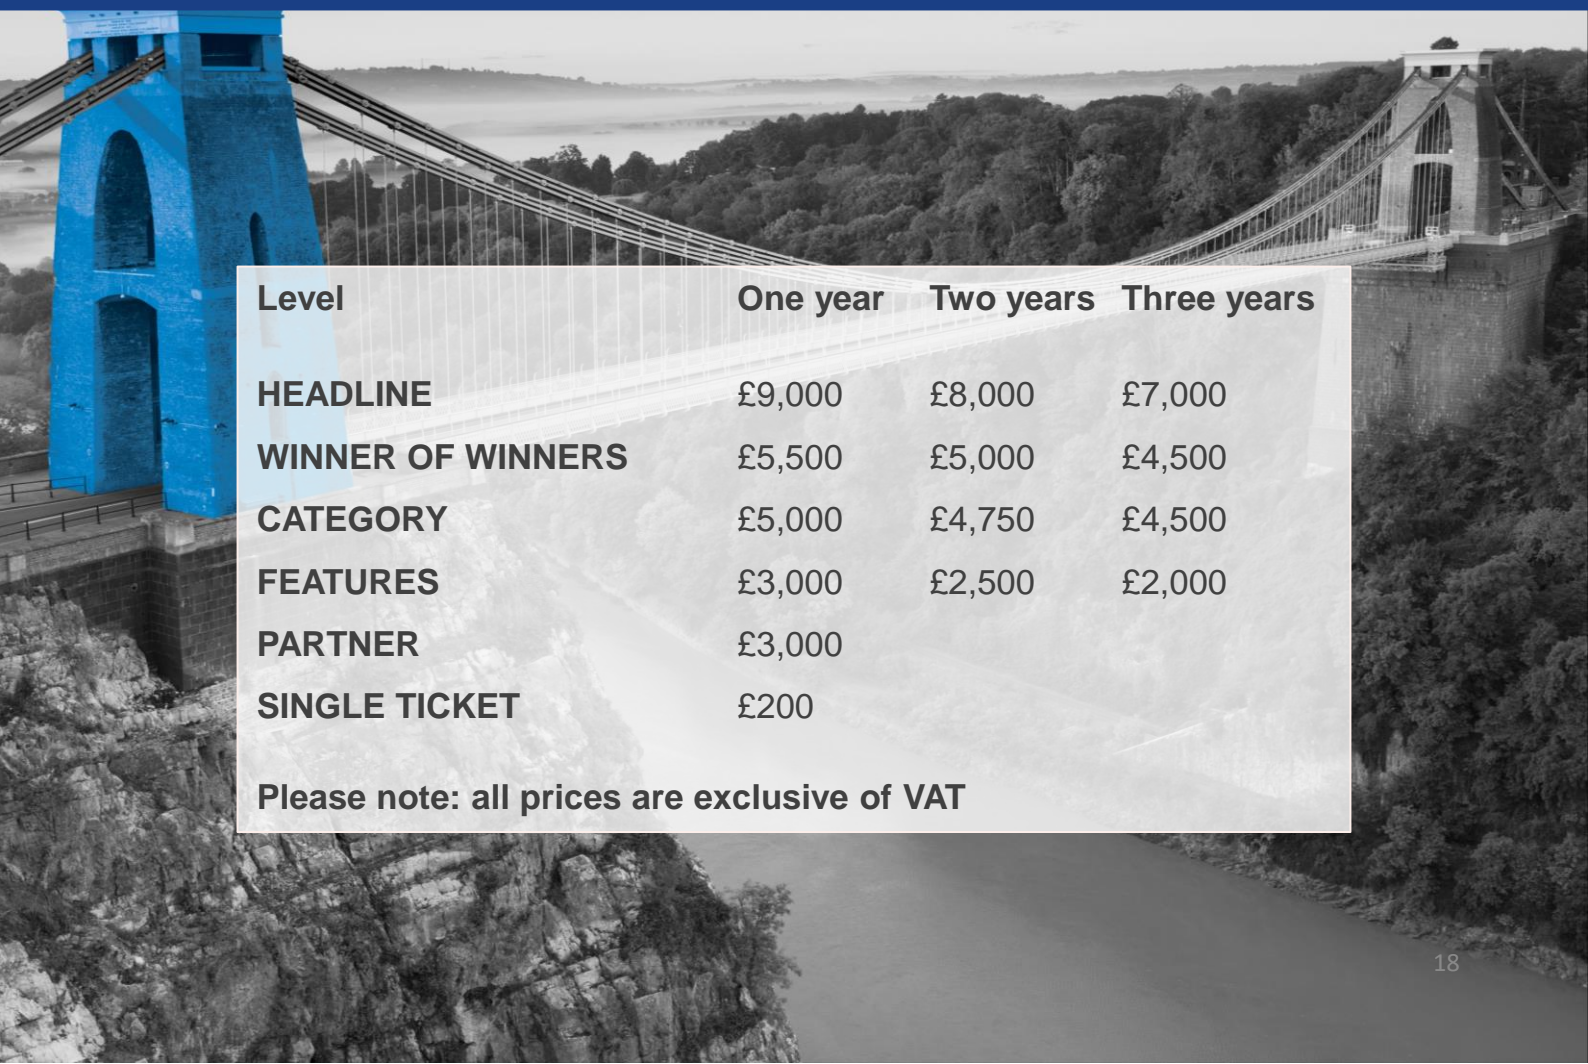 Level One year Two years Three years
HEADLINE £9,000 £8,000 £7,000
WINNER OF WINNERS £5,500 £5,000 £4,500
CATEGORY £5,000 £4,750 £4,500
FEATURES £3,000 £2,500 £2,000
PARTNER £3,000
SINGLE TICKET £200
Please note: all prices are exclusive of VAT
18